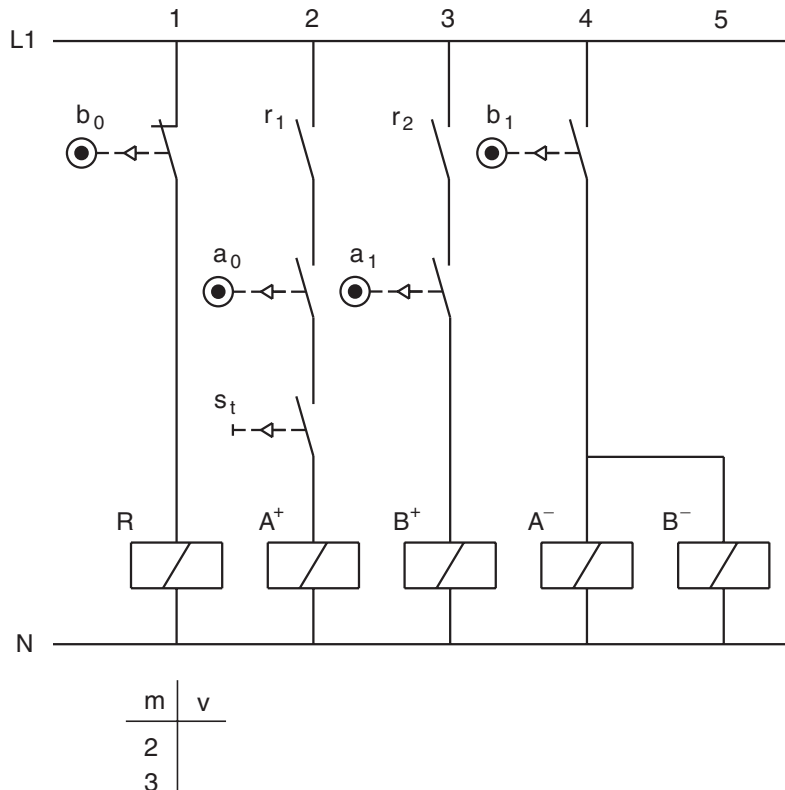 1 2 3 4 5
L1
b₀ r₁ r₂ b₁
a₀ a₁
sₜ
R A⁺ B⁺ A⁻ B⁻
N
m v
2
3